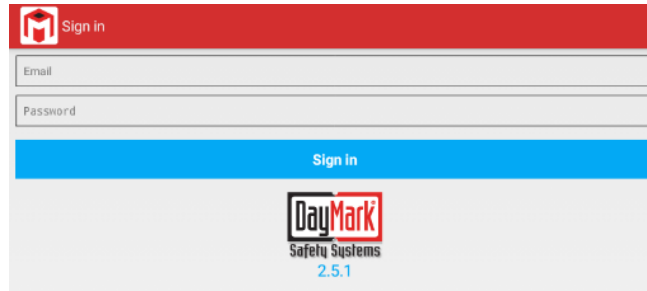 Sign in
Email
Password
Sign in
DayMark
Safety Systems
2.5.1